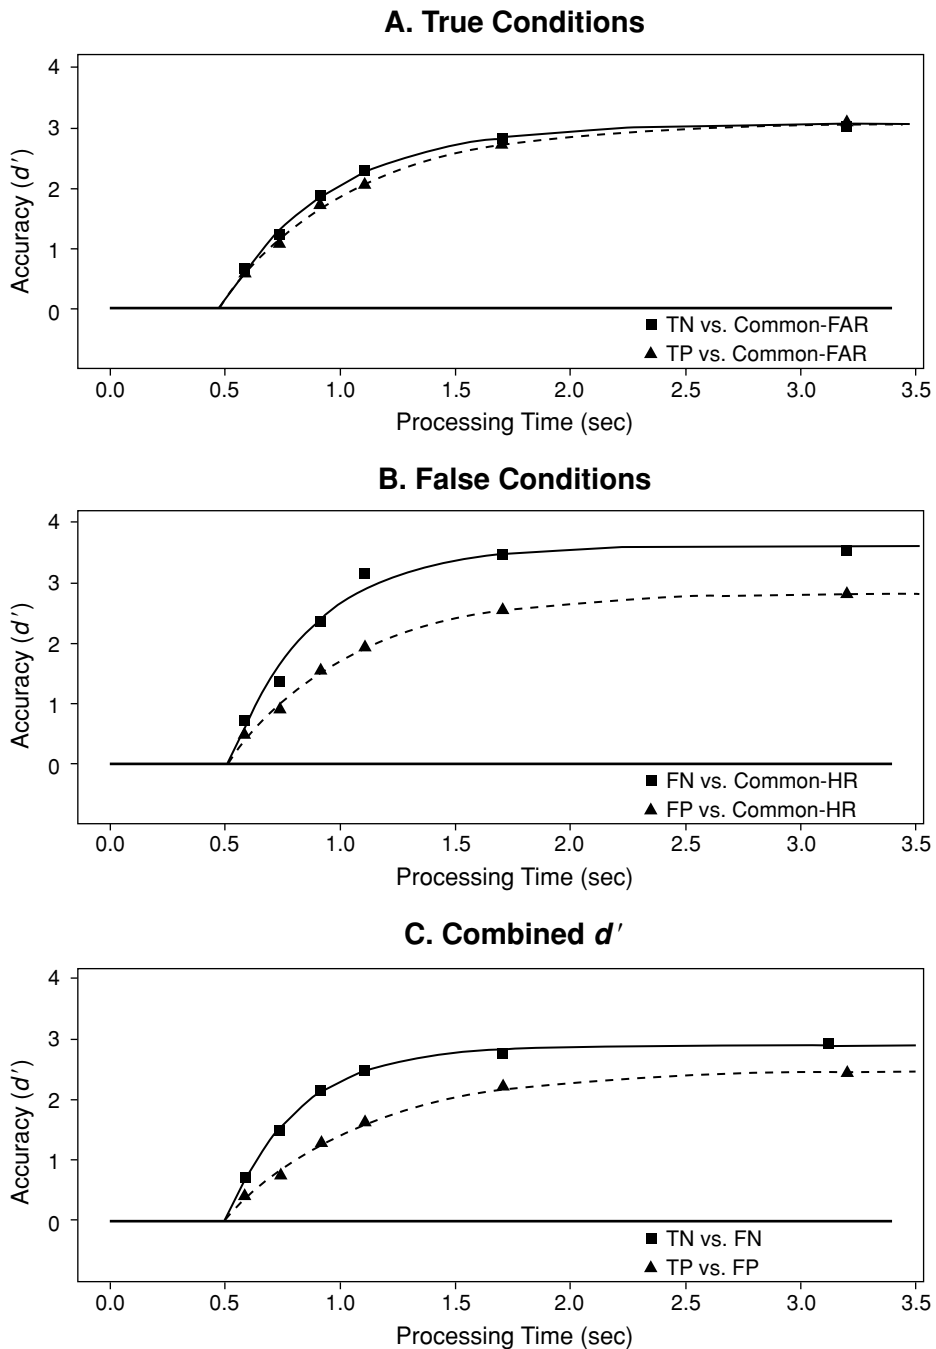 A. True Conditions
4
3
2
1
0
Accuracy (d′)
TN vs. Common-FAR
TP vs. Common-FAR
0.0 0.5 1.0 1.5 2.0 2.5 3.0 3.5
Processing Time (sec)
B. False Conditions
4
3
2
1
0
Accuracy (d′)
FN vs. Common-HR
FP vs. Common-HR
0.0 0.5 1.0 1.5 2.0 2.5 3.0 3.5
Processing Time (sec)
C. Combined d′
4
3
2
1
0
Accuracy (d′)
TN vs. FN
TP vs. FP
0.0 0.5 1.0 1.5 2.0 2.5 3.0 3.5
Processing Time (sec)